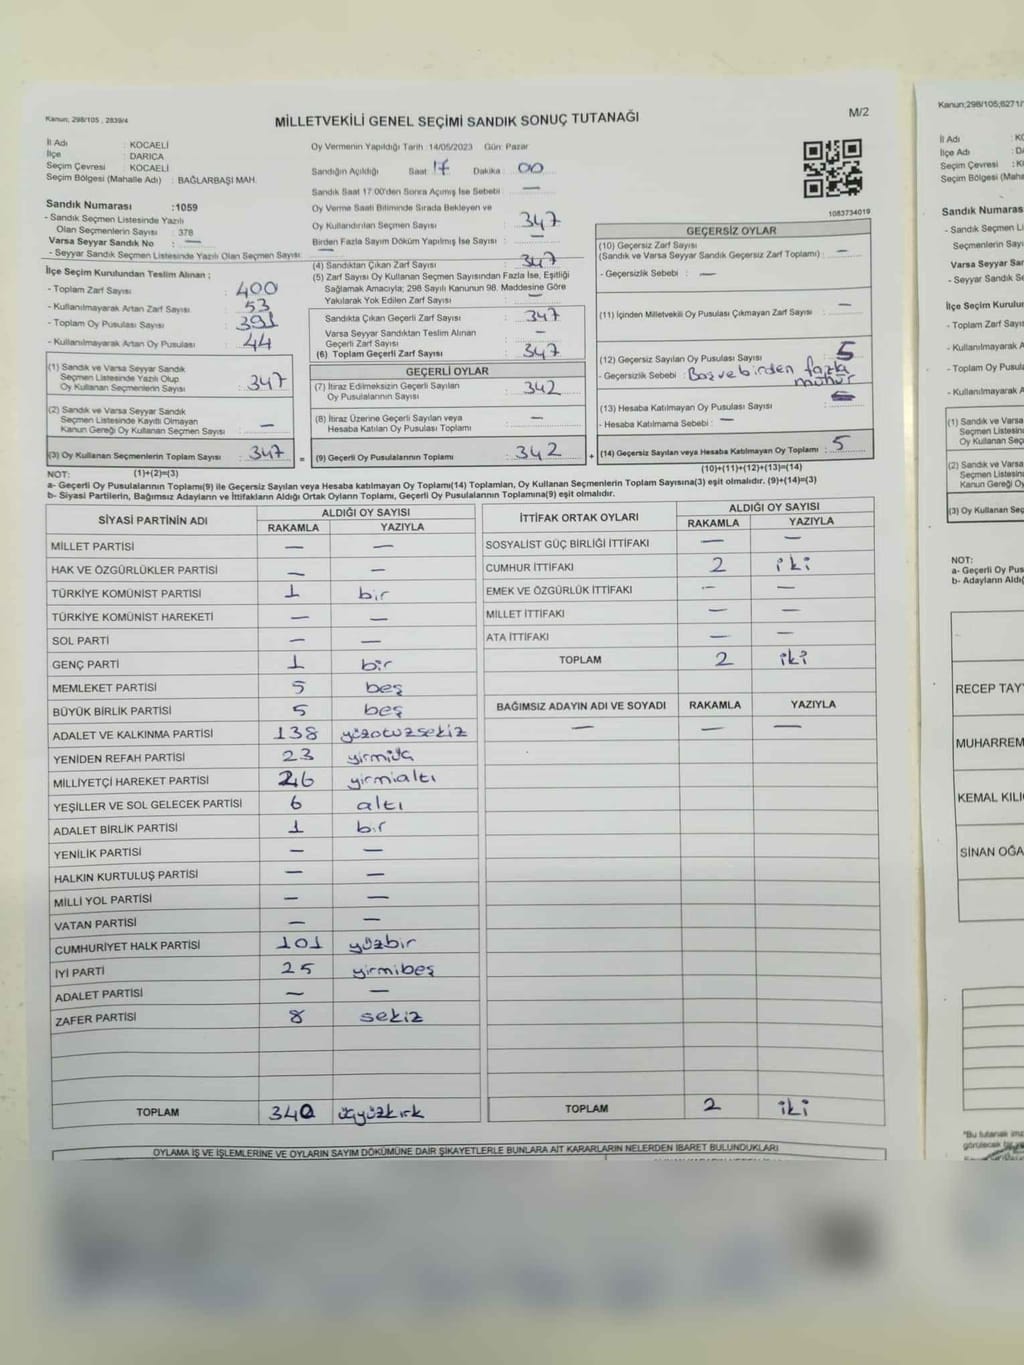 Kanun; 298/105 , 2839/4
MİLLETVEKİLİ GENEL SEÇİMİ SANDIK SONUÇ TUTANAĞI
M/2
İl Adı : KOCAELİ
İlçe : DARICA
Seçim Çevresi : KOCAELİ
Seçim Bölgesi (Mahalle Adı) : BAĞLARBAŞI MAH.
Oy Vermenin Yapıldığı Tarih 14/05/2023 Gün: Pazar
Sandığın Açıldığı Saat 17 Dakika : 00
Sandık Saat 17:00'den Sonra Açımış İse Sebebi : —
1083734019
Sandık Numarası :1059
- Sandık Seçmen Listesinde Yazılı
Olan Seçmenlerin Sayısı : 378
Varsa Seyyar Sandık No : —
- Seyyar Sandık Seçmen Listesinde Yazılı Olan Seçmen Sayısı :
Oy Verme Saati Bitiminde Sırada Bekleyen ve
Oy Kullandırılan Seçmen Sayısı : 347
Birden Fazla Sayım Döküm Yapılmış İse Sayısı : —
İlçe Seçim Kurulundan Teslim Alınan ;
- Toplam Zarf Sayısı : 400
- Kullanılmayarak Artan Zarf Sayısı : 53
- Toplam Oy Pusulası Sayısı : 391
- Kullanılmayarak Artan Oy Pusulası : 44
(4) Sandıktan Çıkan Zarf Sayısı : 347
(5) Zarf Sayısı Oy Kullanan Seçmen Sayısından Fazla İse, Eşitliği
Sağlamak Amacıyla; 298 Sayılı Kanunun 98. Maddesine Göre
Yakılarak Yok Edilen Zarf Sayısı : —
Sandıkta Çıkan Geçerli Zarf Sayısı : 347
Varsa Seyyar Sandıktan Teslim Alınan
Geçerli Zarf Sayısı : —
(6) Toplam Geçerli Zarf Sayısı : 347
GEÇERSİZ OYLAR
(10) Geçersiz Zarf Sayısı
(Sandık ve Varsa Seyyar Sandık Geçersiz Zarf Toplamı) : —
- Geçersizlik Sebebi : —
(11) İçinden Milletvekili Oy Pusulası Çıkmayan Zarf Sayısı : —
(12) Geçersiz Sayılan Oy Pusulası Sayısı : 5
- Geçersizlik Sebebi : Boş ve birden fazla
mühür
(13) Hesaba Katılmayan Oy Pusulası Sayısı :
- Hesaba Katılmama Sebebi : —
(14) Geçersiz Sayılan veya Hesaba Katılmayan Oy Toplamı : 5
(10)+(11)+(12)+(13)=(14)
(1) Sandık ve Varsa Seyyar
Sandık Seçmen Listesinde Yazılı Olup
Oy Kullanan Seçmenlerin Sayısı : 347
(2) Sandık ve Varsa Seyyar Sandık
Seçmen Listesinde Kayıtlı Olmayan
Kanun Gereği Oy Kullanan Seçmen Sayısı : —
(3) Oy Kullanan Seçmenlerin Toplam Sayısı : 347 =
(1)+(2)=(3)
GEÇERLİ OYLAR
(7) İtiraz Edilmeksizin Geçerli Sayılan
Oy Pusulalarının Sayısı : 342
(8) İtiraz Üzerine Geçerli Sayılan veya
Hesaba Katılan Oy Pusulası Toplamı : —
(9) Geçerli Oy Pusulalarının Toplamı : 342 +
NOT:
a- Geçerli Oy Pusulalarının Toplamı(9) ile Geçersiz Sayılan veya Hesaba katılmayan Oy Toplamı(14) Toplamları, Oy Kullanan Seçmenlerin Toplam Sayısına(3) eşit olmalıdır. (9)+(14)=(3)
b- Siyasi Partilerin, Bağımsız Adayların ve İttifakların Aldığı Ortak Oyların Toplamı, Geçerli Oy Pusulalarının Toplamına(9) eşit olmalıdır.
SİYASİ PARTİNİN ADI ALDIĞI OY SAYISI
RAKAMLA YAZIYLA
MİLLET PARTİSİ — —
HAK VE ÖZGÜRLÜKLER PARTİSİ — —
TÜRKİYE KOMÜNİST PARTİSİ 1 bir
TÜRKİYE KOMÜNİST HAREKETİ — —
SOL PARTİ — —
GENÇ PARTİ 1 bir
MEMLEKET PARTİSİ 5 beş
BÜYÜK BİRLİK PARTİSİ 5 beş
ADALET VE KALKINMA PARTİSİ 138 yüzotuzsekiz
YENİDEN REFAH PARTİSİ 23 yirmiüç
MİLLİYETÇİ HAREKET PARTİSİ 26 yirmialtı
YEŞİLLER VE SOL GELECEK PARTİSİ 6 altı
ADALET BİRLİK PARTİSİ 1 bir
YENİLİK PARTİSİ — —
HALKIN KURTULUŞ PARTİSİ — —
MİLLİ YOL PARTİSİ — —
VATAN PARTİSİ — —
CUMHURİYET HALK PARTİSİ 101 yüzbir
İYİ PARTİ 25 yirmibeş
ADALET PARTİSİ — —
ZAFER PARTİSİ 8 sekiz
TOPLAM 340 üçyüzkırk
İTTİFAK ORTAK OYLARI ALDIĞI OY SAYISI
RAKAMLA YAZIYLA
SOSYALİST GÜÇ BİRLİĞİ İTTİFAKI — —
CUMHUR İTTİFAKI 2 iki
EMEK VE ÖZGÜRLÜK İTTİFAKI — —
MİLLET İTTİFAKI — —
ATA İTTİFAKI — —
TOPLAM 2 iki
BAĞIMSIZ ADAYIN ADI VE SOYADI RAKAMLA YAZIYLA
— — —
TOPLAM 2 iki
OYLAMA İŞ VE İŞLEMLERİNE VE OYLARIN SAYIM DÖKÜMÜNE DAİR ŞİKAYETLERLE BUNLARA AİT KARARLARIN NELERDEN İBARET BULUNDUKLARI
Kanun;298/105;6271/
İl Adı
İlçe Adı
Seçim Çevresi
Seçim Bölgesi (Maha
Sandık Numaras
- Sandık Seçmen Li
Seçmenlerin Sayı
Varsa Seyyar San
- Seyyar Sandık Se
İlçe Seçim Kurulun
- Toplam Zarf Sayıs
- Kullanılmayarak A
- Toplam Oy Pusula
- Kullanılmayarak A
(1) Sandık ve Varsa S
Seçmen Listesinde
Oy Kullanan Seçm
(2) Sandık ve Varsa S
Seçmen Listesinde
Kanun Gereği Oy K
(3) Oy Kullanan Seç
NOT:
a- Geçerli Oy Pus
b- Adayların Aldığ
RECEP TAY
MUHARREM
KEMAL KILI
SİNAN OĞA
*Bu tutanak imz